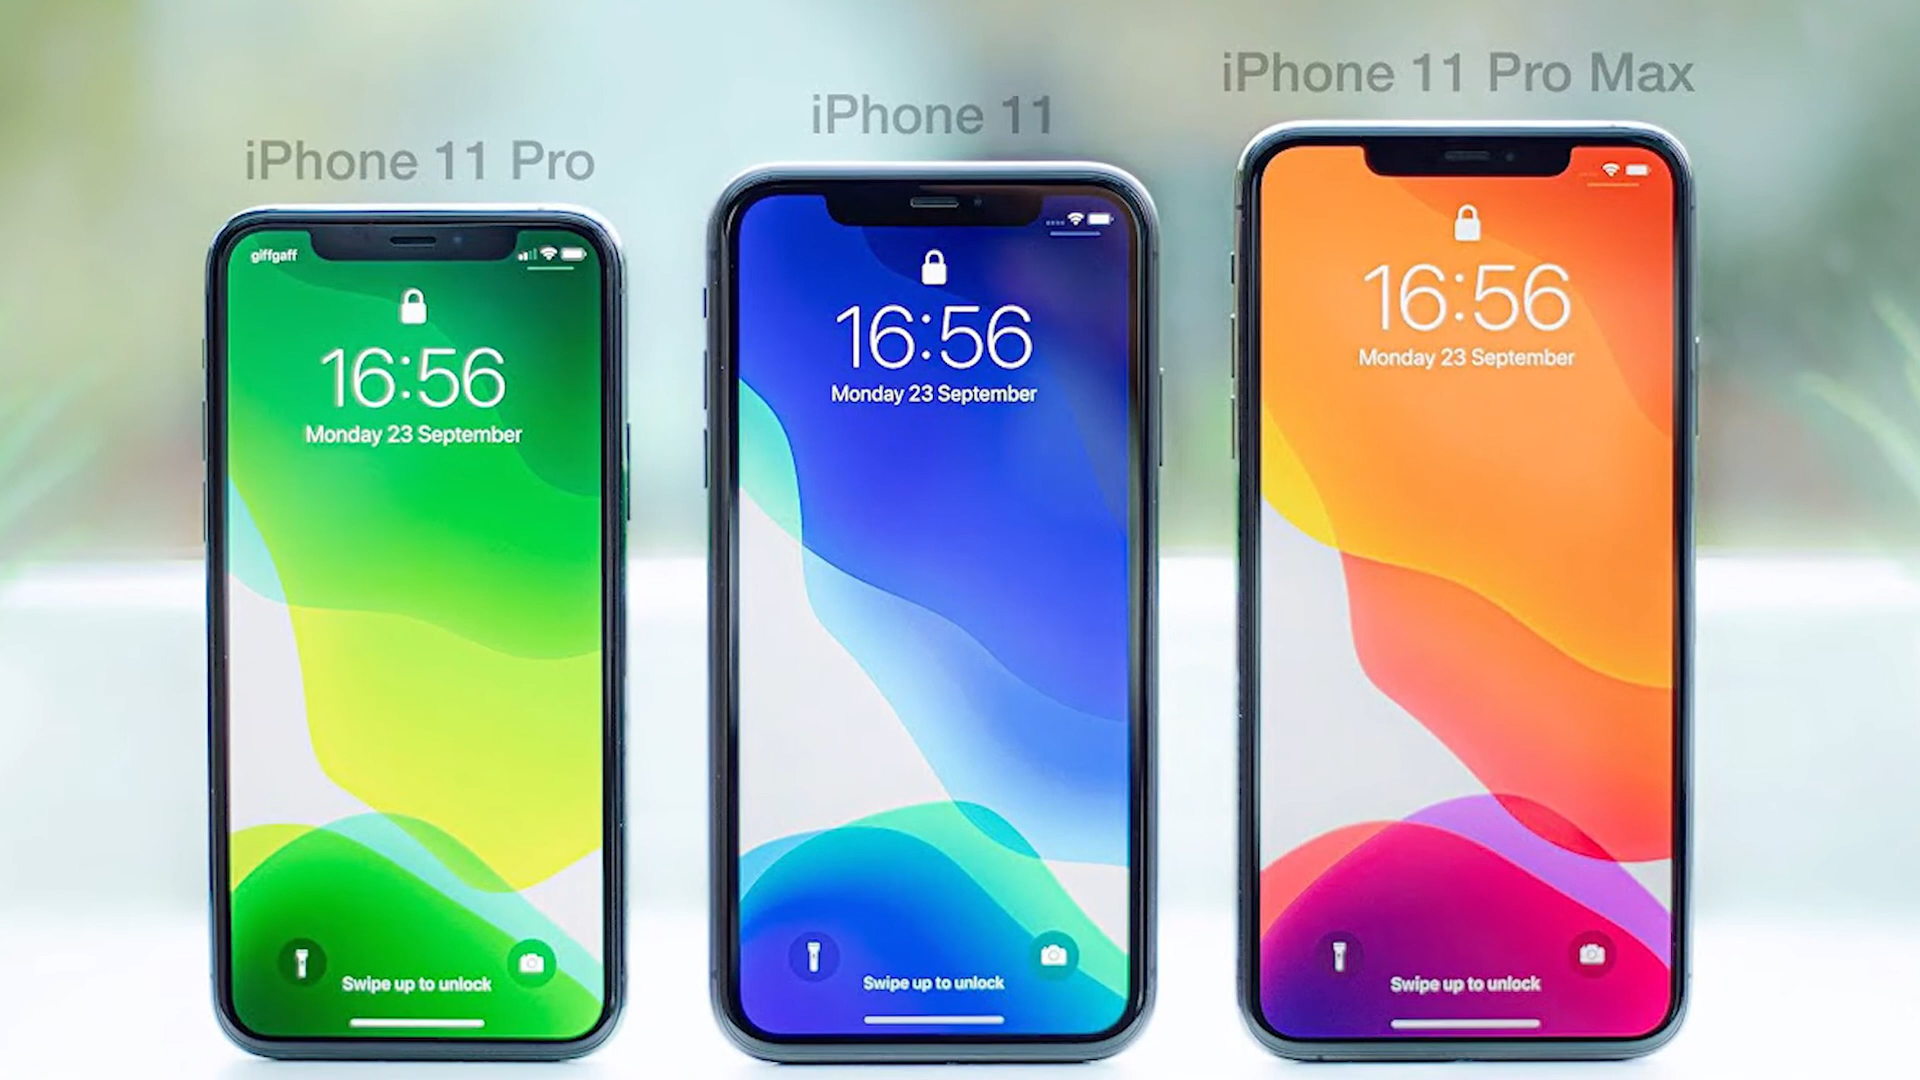 iPhone 11 Pro
giffgaff
16:56
Monday 23 September
Swipe up to unlock
iPhone 11
16:56
Monday 23 September
Swipe up to unlock
iPhone 11 Pro Max
16:56
Monday 23 September
Swipe up to unlock